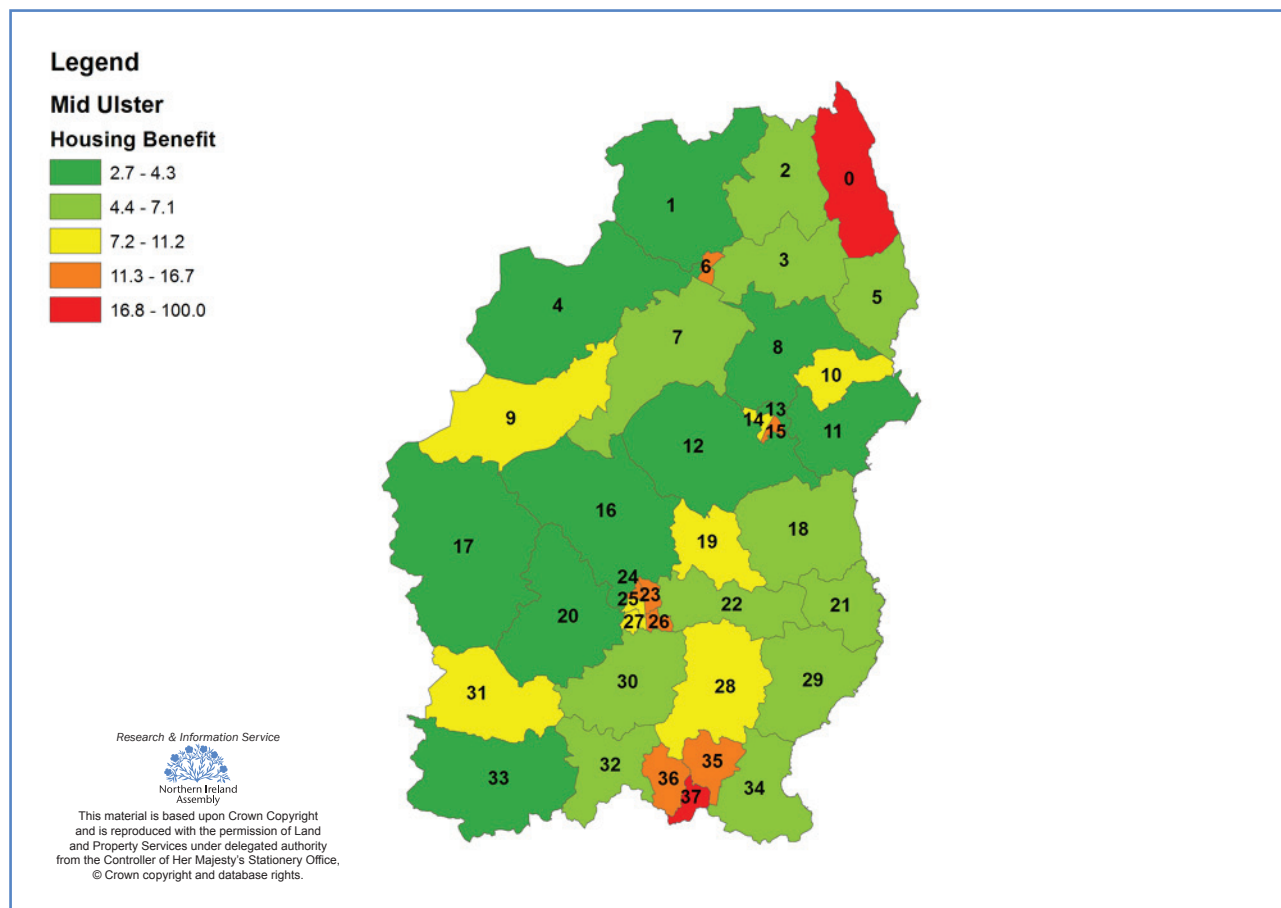 Legend
Mid Ulster
Housing Benefit
2.7 - 4.3
4.4 - 7.1
7.2 - 11.2
11.3 - 16.7
16.8 - 100.0
0
2
1
3
6
5
4
7
8
10
9
13
14
11
15
12
16
18
19
17
24
23
25
22
21
20
27
26
30
29
28
31
35
32
36
33
34
37
Research & Information Service
Northern Ireland
Assembly
This material is based upon Crown Copyright
and is reproduced with the permission of Land
and Property Services under delegated authority
from the Controller of Her Majesty's Stationery Office,
© Crown copyright and database rights.